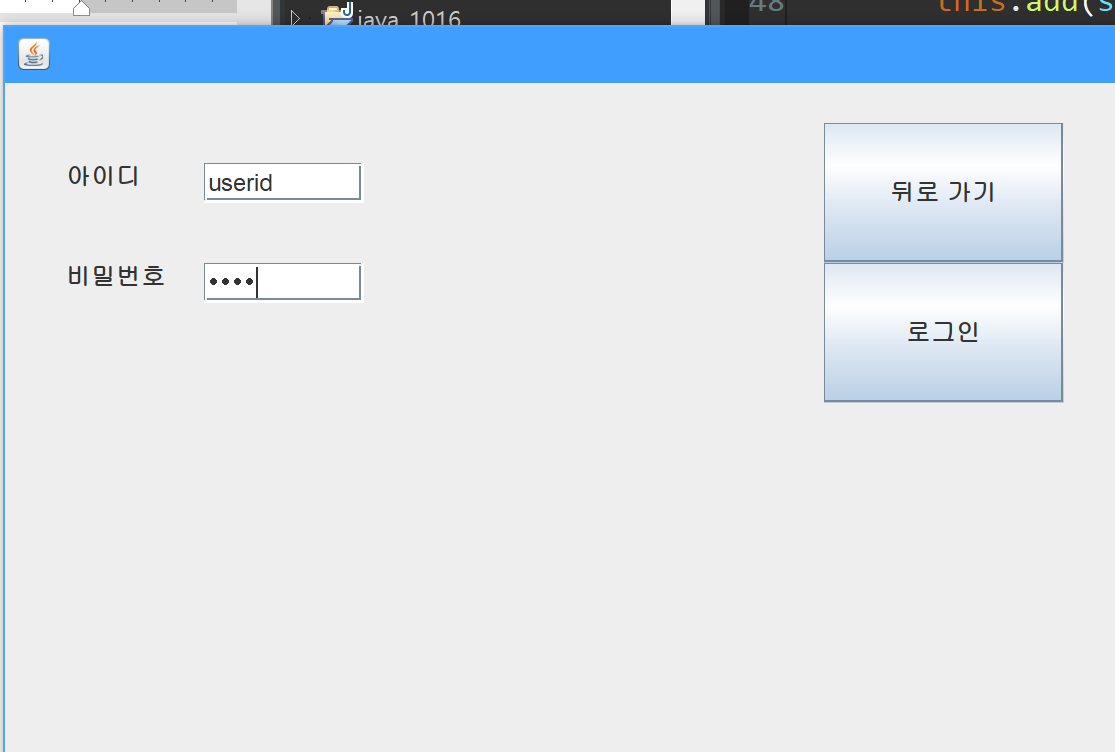 java_1016
48
this.add(s
아이디
userid
뒤로 가기
비밀번호
••••
로그인